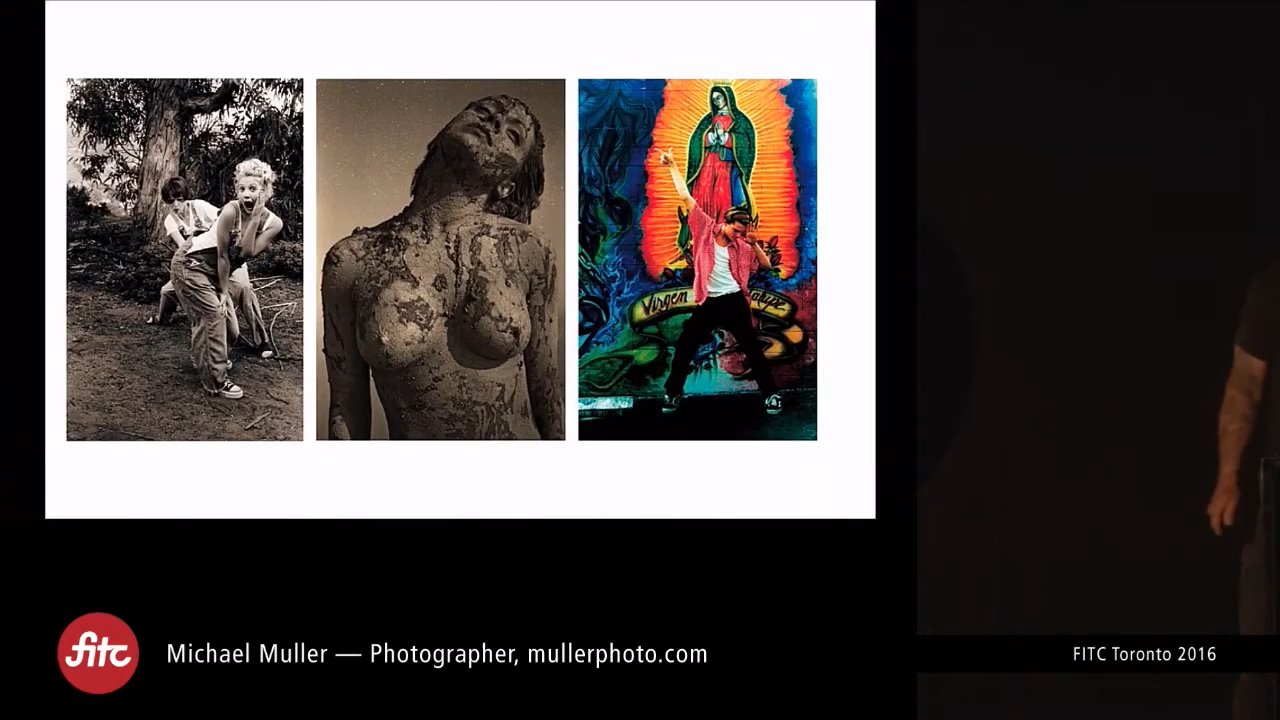 Virgen
fitc
Michael Muller — Photographer, mullerphoto.com
FITC Toronto 2016